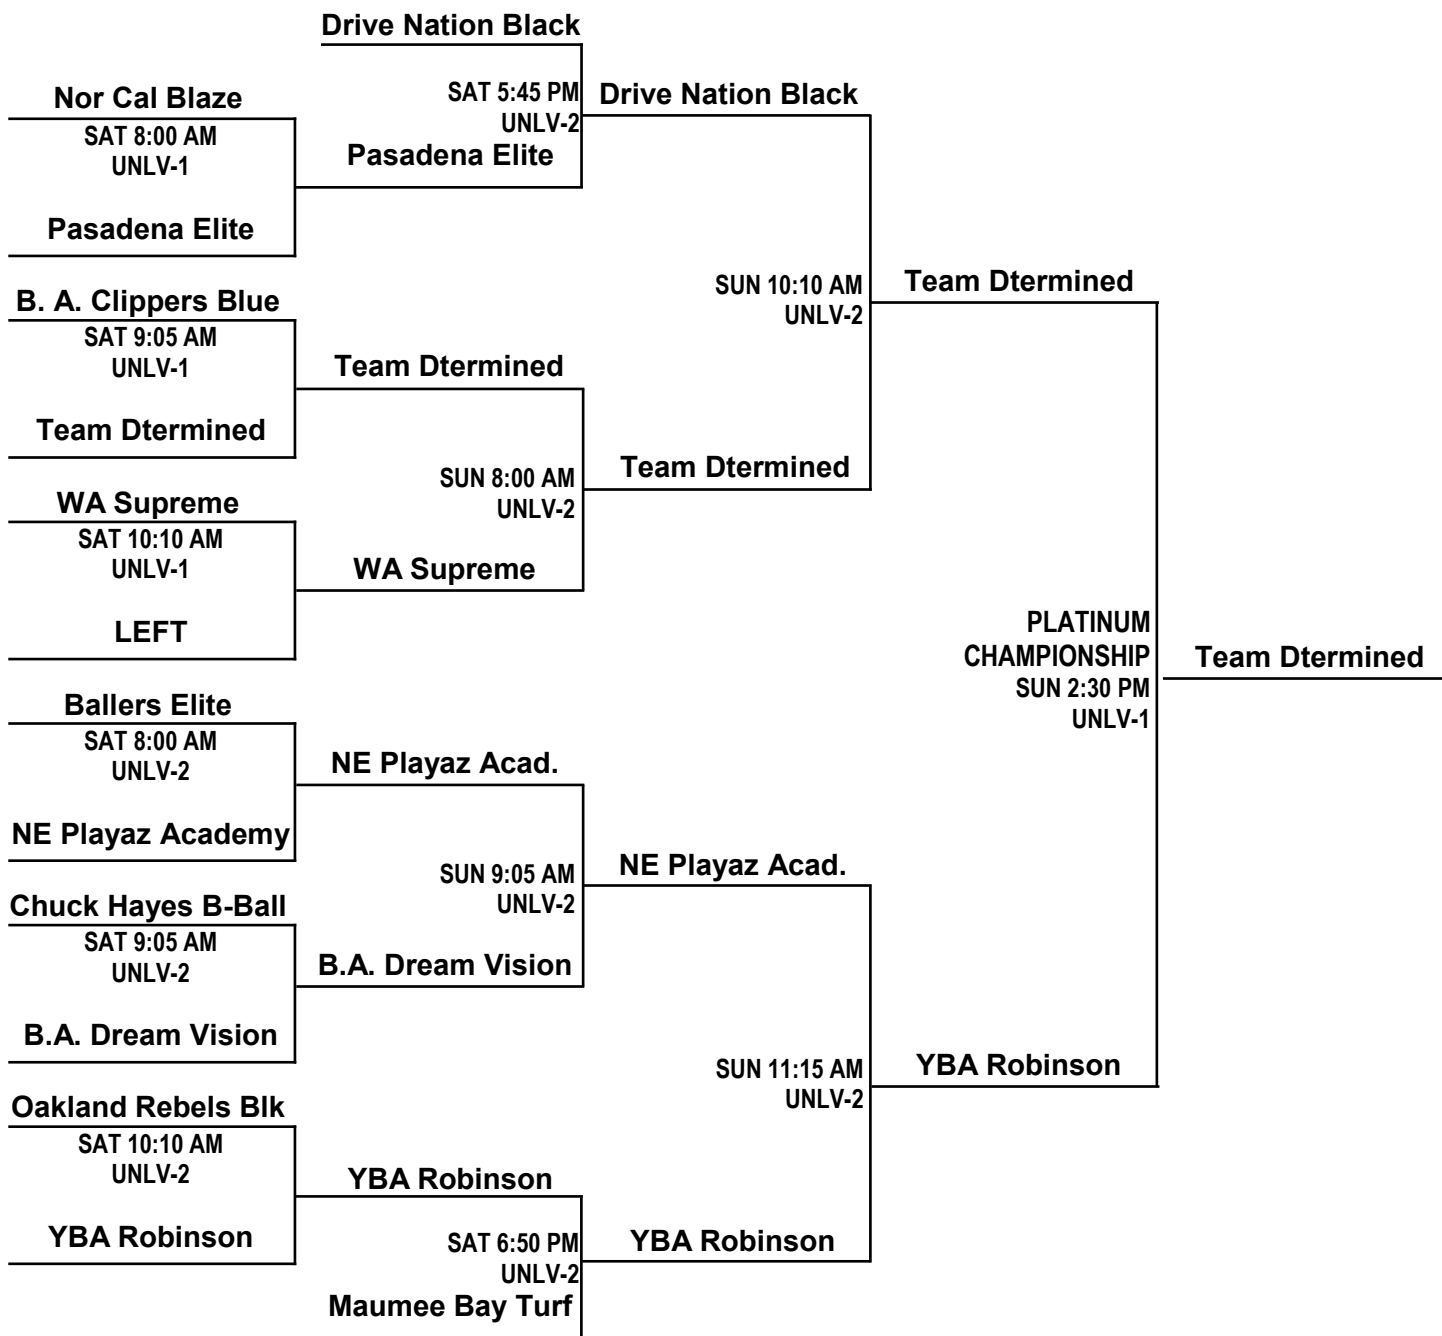 Drive Nation Black
Nor Cal Blaze
SAT 8:00 AM
UNLV-1
Pasadena Elite
SAT 5:45 PM
UNLV-2
Pasadena Elite
Drive Nation Black
B. A. Clippers Blue
SAT 9:05 AM
UNLV-1
Team Dtermined
Team Dtermined
SUN 10:10 AM
UNLV-2
Team Dtermined
WA Supreme
SAT 10:10 AM
UNLV-1
LEFT
SUN 8:00 AM
UNLV-2
WA Supreme
Team Dtermined
PLATINUM
CHAMPIONSHIP
SUN 2:30 PM
UNLV-1
Team Dtermined
Ballers Elite
SAT 8:00 AM
UNLV-2
NE Playaz Academy
NE Playaz Acad.
SUN 9:05 AM
UNLV-2
NE Playaz Acad.
Chuck Hayes B-Ball
SAT 9:05 AM
UNLV-2
B.A. Dream Vision
B.A. Dream Vision
SUN 11:15 AM
UNLV-2
YBA Robinson
Oakland Rebels Blk
SAT 10:10 AM
UNLV-2
YBA Robinson
YBA Robinson
SAT 6:50 PM
UNLV-2
Maumee Bay Turf
YBA Robinson